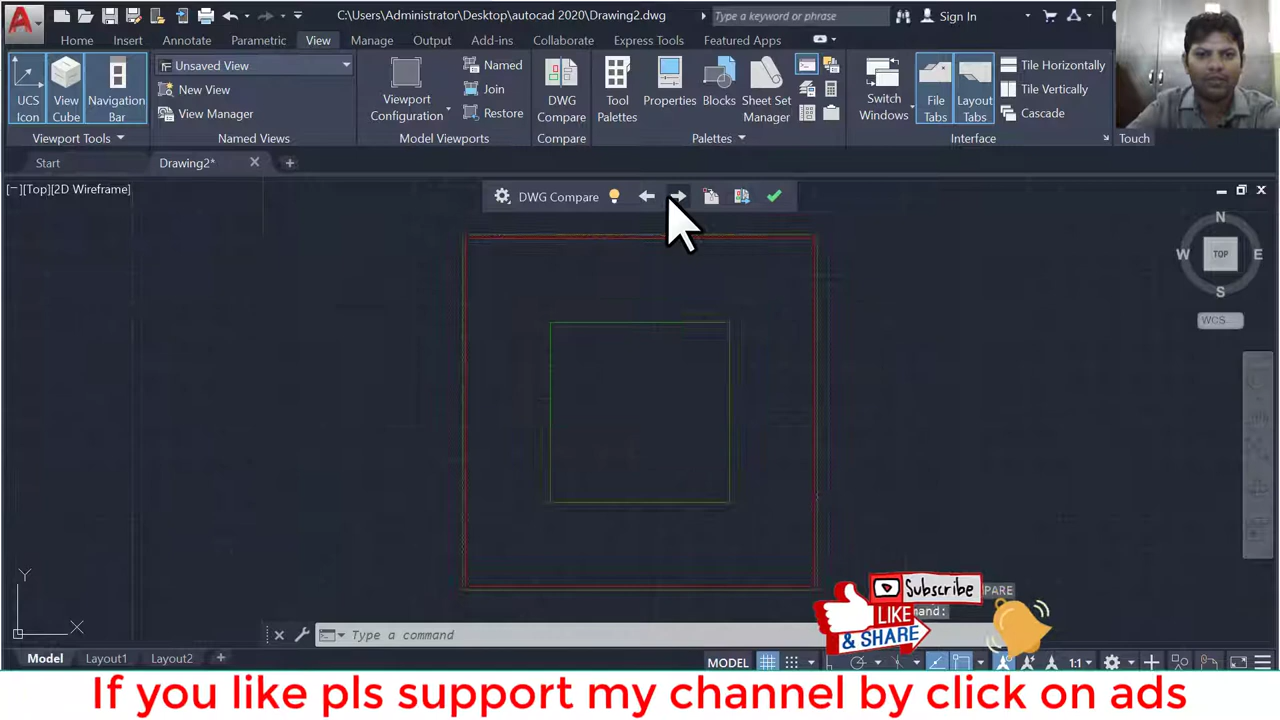 C:\Users\Administrator\Desktop\autocad 2020\Drawing2.dwg
Type a keyword or phrase
Sign In
Home
Insert
Annotate
Parametric
View
Manage
Output
Add-ins
Collaborate
Express Tools
Featured Apps
UCS Icon
View Cube
Navigation Bar
Unsaved View
New View
View Manager
Viewport Configuration
Named
Join
Restore
DWG Compare
Tool Palettes
Properties
Blocks
Sheet Set Manager
Switch Windows
File Tabs
Layout Tabs
Tile Horizontally
Tile Vertically
Cascade
Viewport Tools
Named Views
Model Viewports
Compare
Palettes
Interface
Touch
Start
Drawing2*
[−][Top][2D Wireframe]
DWG Compare
N
W
TOP
E
S
WCS
Y
X
Subscribe
PARE
LIKE
& SHARE
mand:
Type a command
Model
Layout1
Layout2
MODEL
1:1
If you like pls support my channel by click on ads